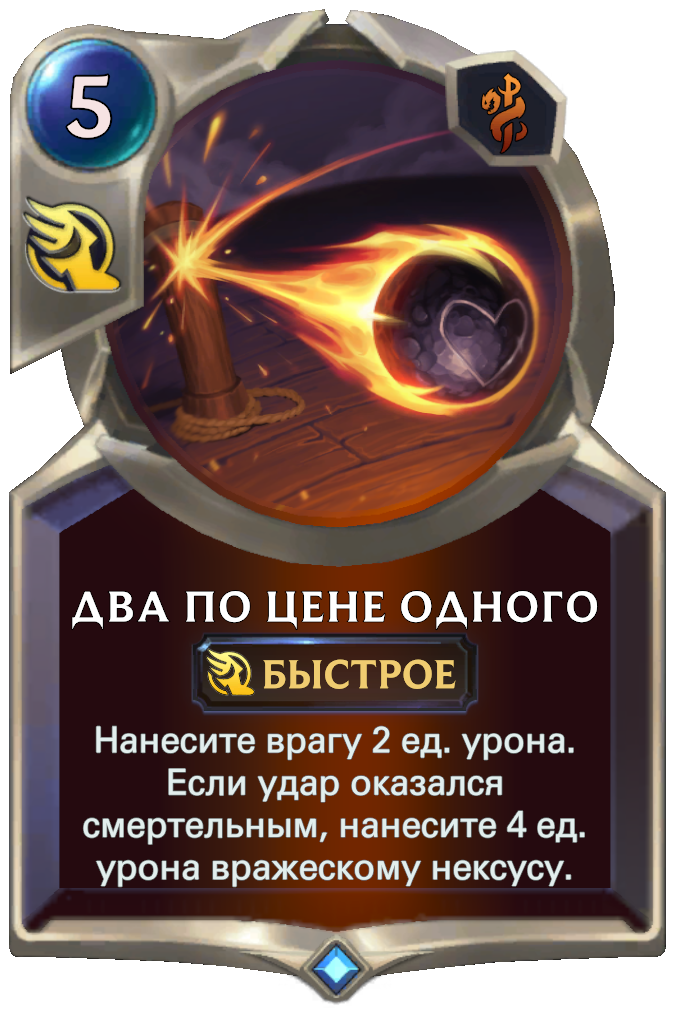 5
ДВА ПО ЦЕНЕ ОДНОГО
БЫСТРОЕ
Нанесите врагу 2 ед. урона.
Если удар оказался
смертельным, нанесите 4 ед.
урона вражескому нексусу.